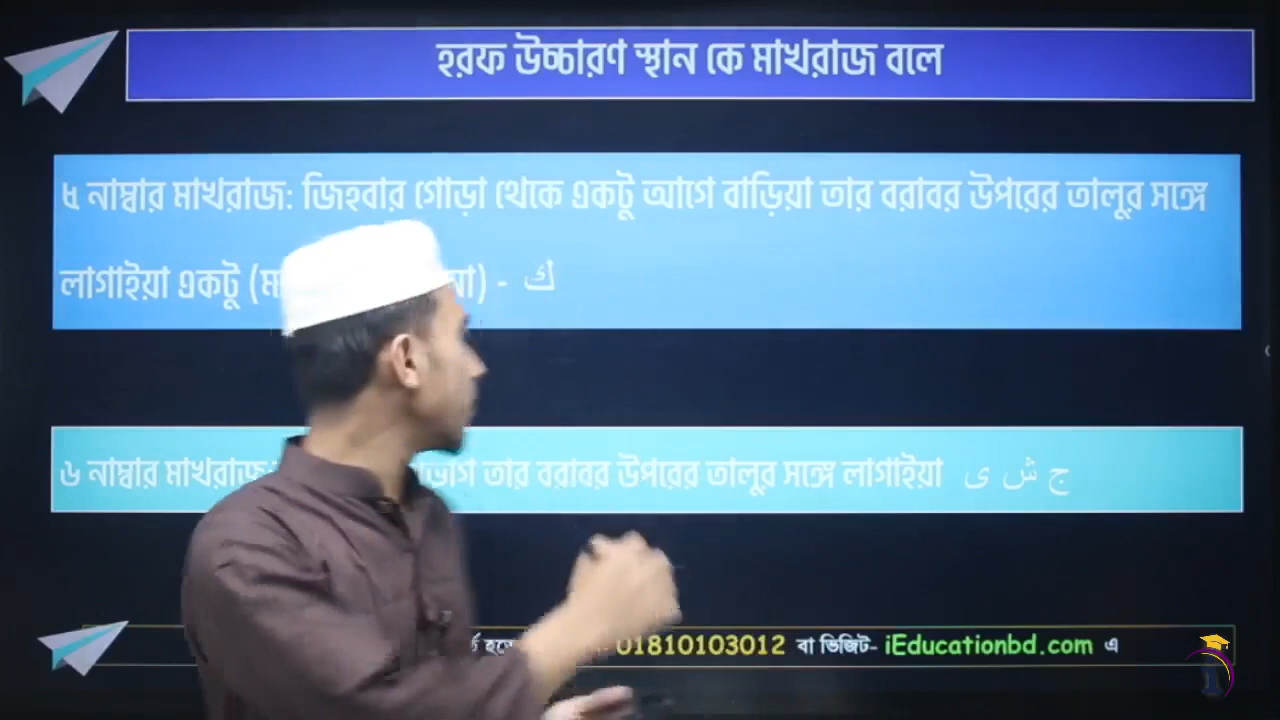 হরফ উচ্চারণ স্থান কে মাখরাজ বলে
৫ নাম্বার মাখরাজ: জিহবার গোড়া থেকে একটু আগে বাড়িয়া তার বরাবর উপরের তালুর সঙ্গে
লাগাইয়া একটু - ك
৬ নাম্বার মাখরাজ: তার বরাবর উপরের তালুর সঙ্গে লাগাইয়া ج ش ى
01810103012 বা ভিজিট- iEducationbd.com এ